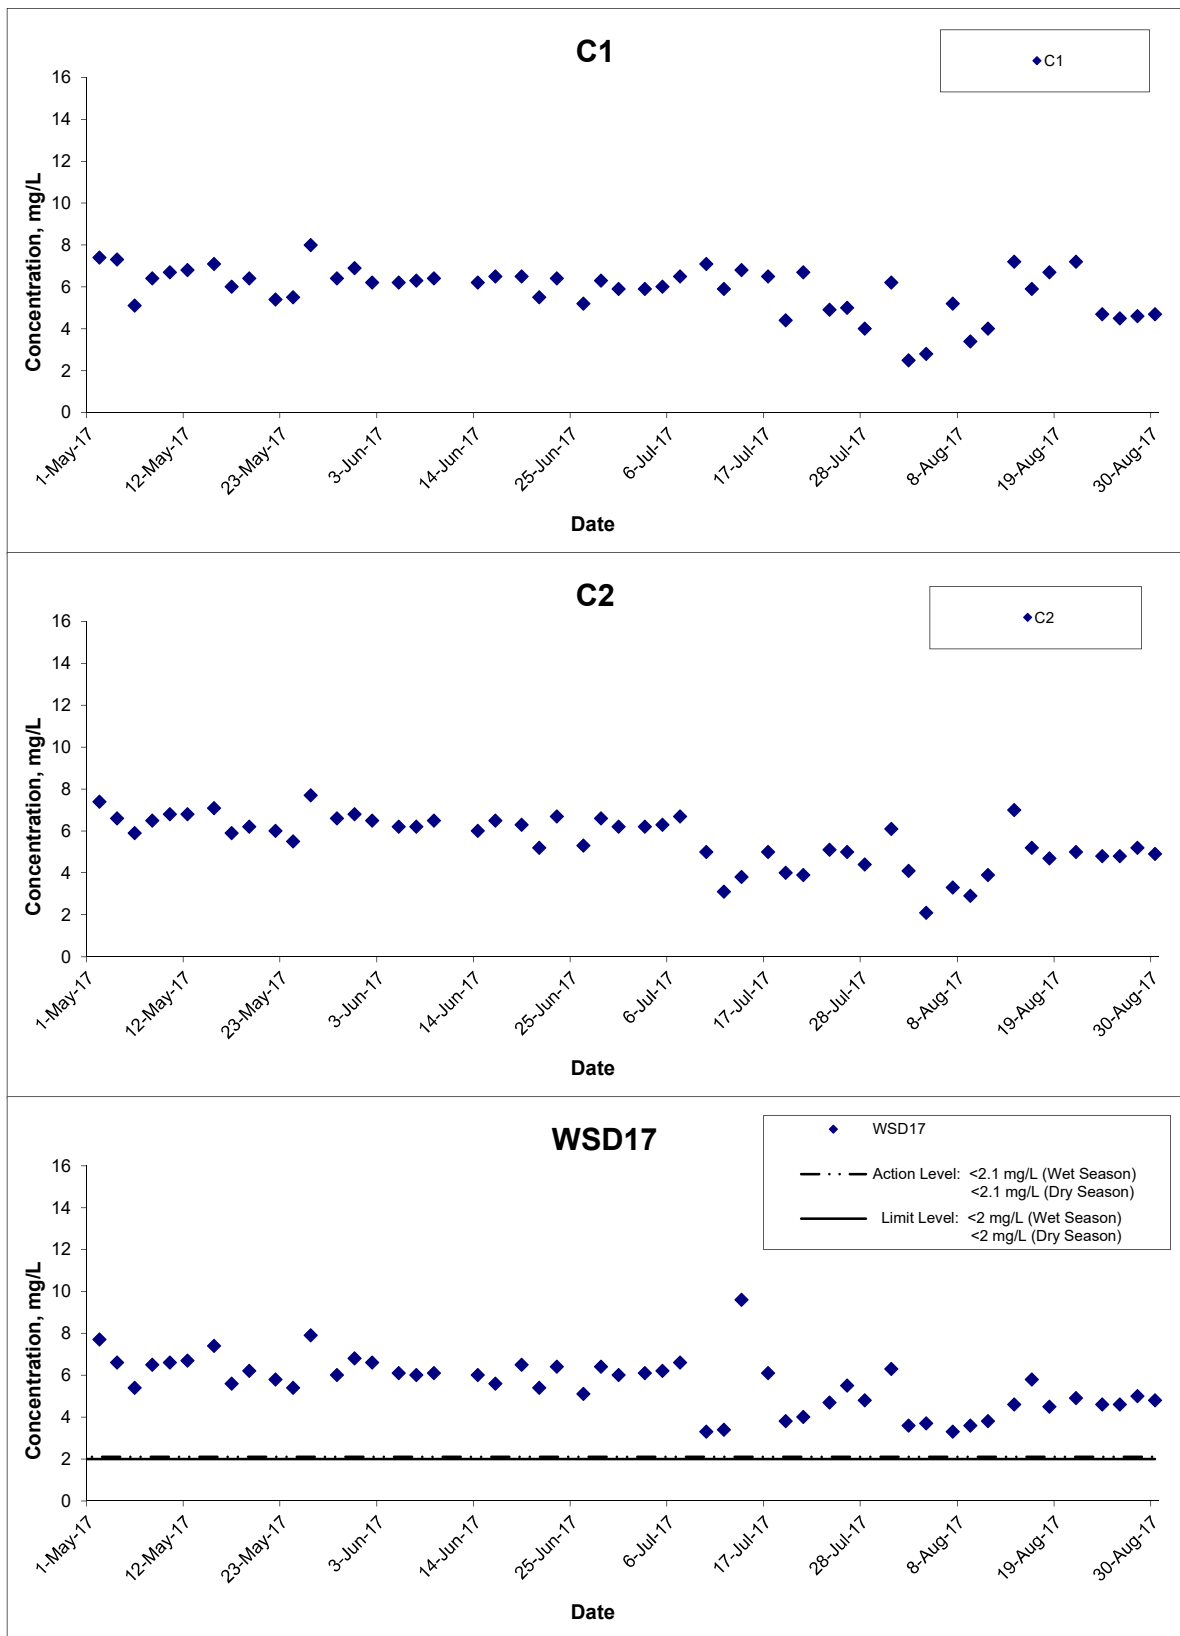 C1
C1
16
14
12
10
8
6
4
2
0
Concentration, mg/L
1-May-17
12-May-17
23-May-17
3-Jun-17
14-Jun-17
25-Jun-17
6-Jul-17
17-Jul-17
28-Jul-17
8-Aug-17
19-Aug-17
30-Aug-17
Date
C2
C2
16
14
12
10
8
6
4
2
0
Concentration, mg/L
1-May-17
12-May-17
23-May-17
3-Jun-17
14-Jun-17
25-Jun-17
6-Jul-17
17-Jul-17
28-Jul-17
8-Aug-17
19-Aug-17
30-Aug-17
Date
WSD17
WSD17
Action Level: <2.1 mg/L (Wet Season)
<2.1 mg/L (Dry Season)
Limit Level: <2 mg/L (Wet Season)
<2 mg/L (Dry Season)
16
14
12
10
8
6
4
2
0
Concentration, mg/L
1-May-17
12-May-17
23-May-17
3-Jun-17
14-Jun-17
25-Jun-17
6-Jul-17
17-Jul-17
28-Jul-17
8-Aug-17
19-Aug-17
30-Aug-17
Date